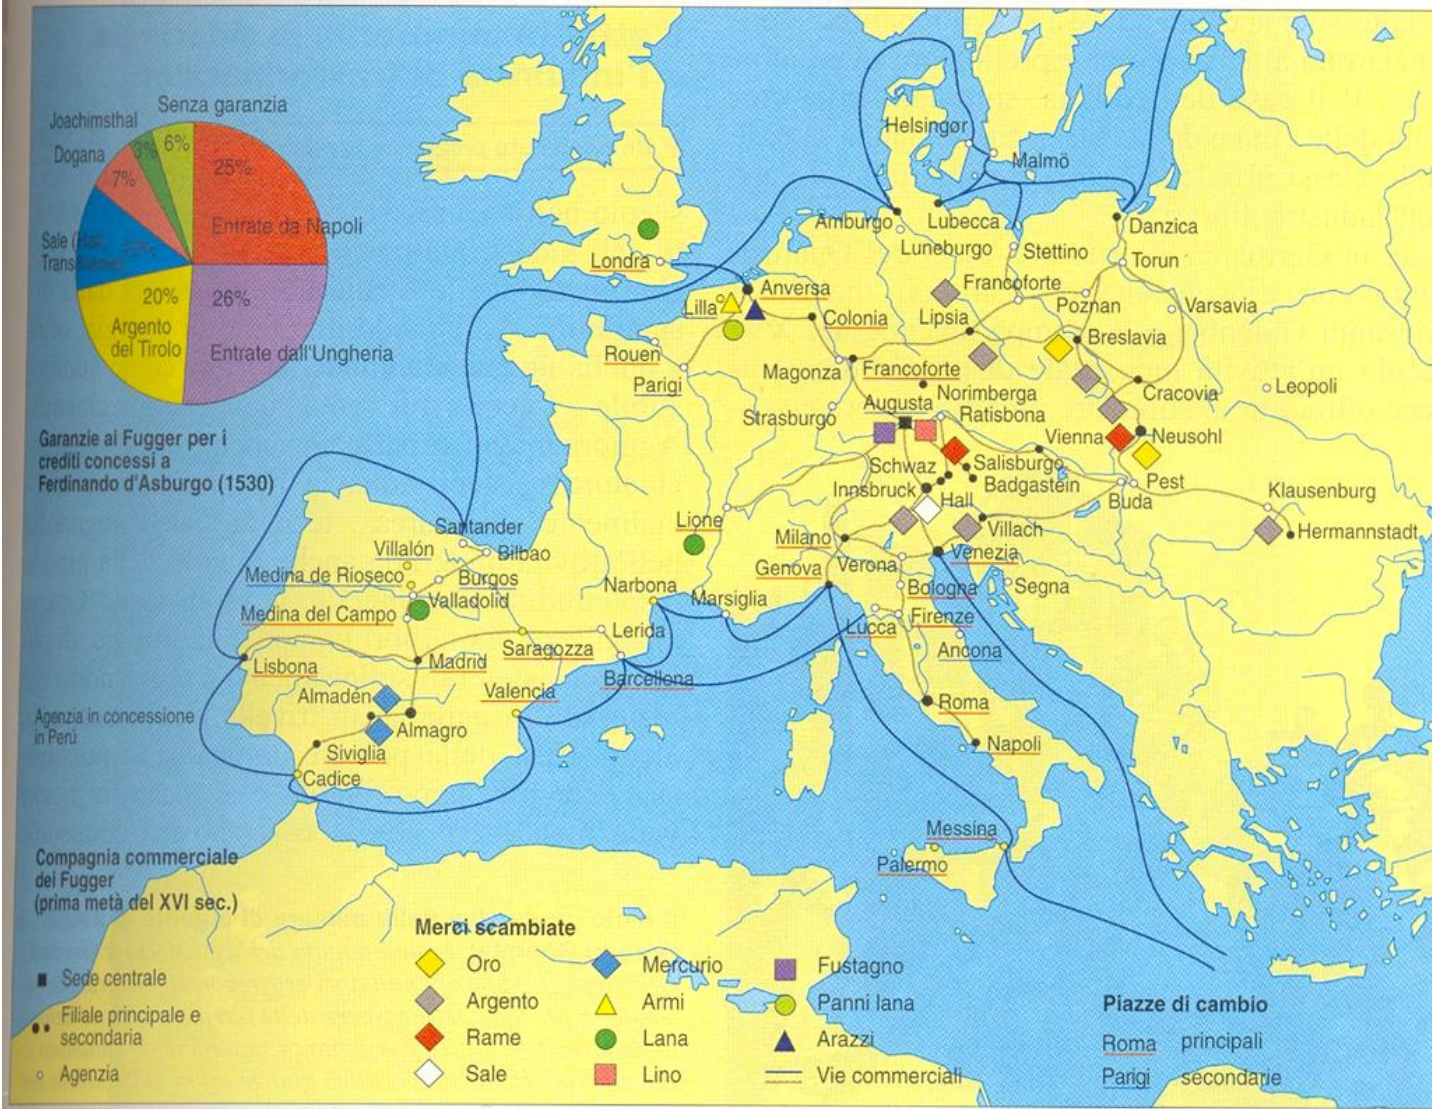 Senza garanzia
Joachimsthal
Dogana
3%
6%
7%
25%
Entrate da Napoli
Sale (Hall,
20%
26%
Argento
del Tirolo
Entrate dall'Ungheria
Garanzie ai Fugger per i
crediti concessi a
Ferdinando d'Asburgo (1530)
Helsingør
Malmö
Amburgo
Lubecca
Danzica
Luneburgo
Stettino
Torun
Londra
Anversa
Francoforte
Poznan
Varsavia
Lilla
Colonia
Lipsia
Breslavia
Rouen
Parigi
Magonza
Francoforte
Cracovia
Leopoli
Norimberga
Augusta
Ratisbona
Strasburgo
Vienna
Neusohl
Schwaz
Salisburgo
Innsbruck
Badgastein
Pest
Hall
Buda
Klausenburg
Lione
Villach
Hermannstadt
Santander
Milano
Villalón
Bilbao
Verona
Venezia
Medina de Rioseco
Burgos
Genova
Narbona
Bologna
Segna
Valladolid
Marsiglia
Medina del Campo
Lucca
Firenze
Lerida
Saragozza
Ancona
Lisbona
Madrid
Barcellona
Almadén
Valencia
Roma
Agenzia in concessione
in Perú
Almagro
Siviglia
Napoli
Cadice
Messina
Palermo
Compagnia commerciale
dei Fugger
(prima metà del XVI sec.)
Sede centrale
Filiale principale e
secondaria
Agenzia
Merci scambiate
Oro
Argento
Rame
Sale
Mercurio
Armi
Lana
Lino
Fustagno
Panni lana
Arazzi
Vie commerciali
Piazze di cambio
Roma principali
Parigi secondarie